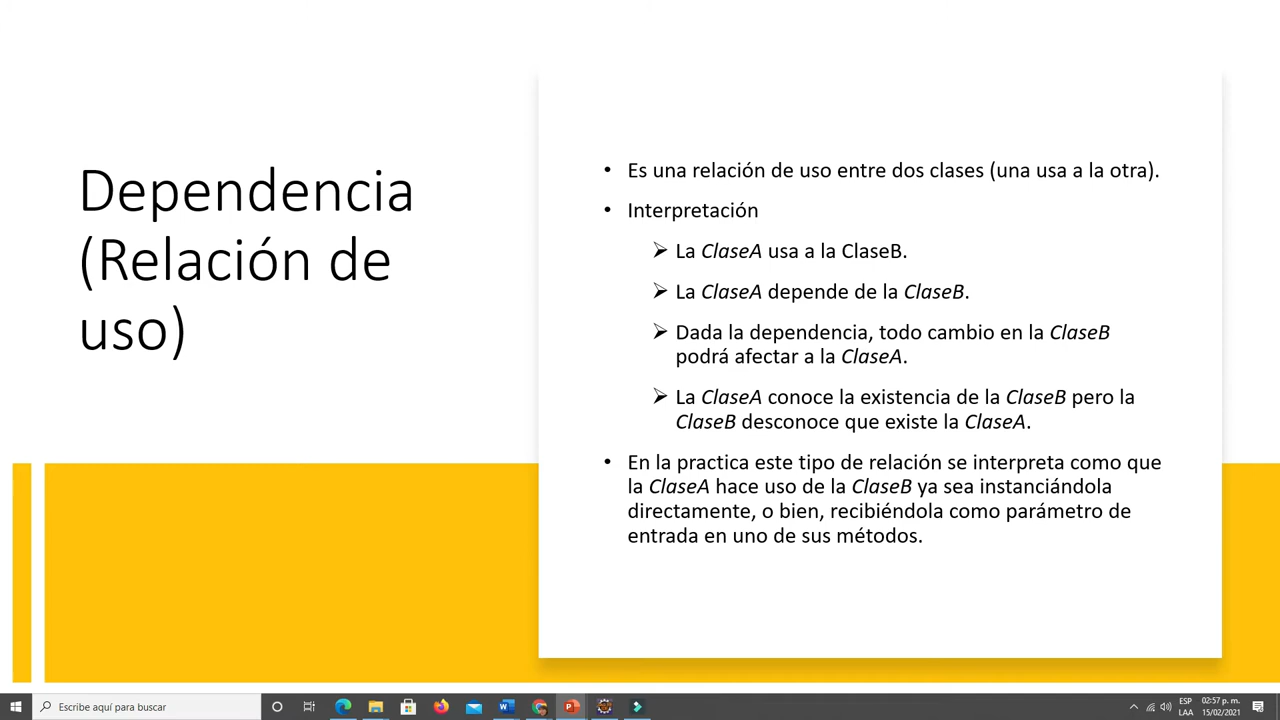 Dependencia
(Relación de
uso)
• Es una relación de uso entre dos clases (una usa a la otra).
• Interpretación
➢ La ClaseA usa a la ClaseB.
➢ La ClaseA depende de la ClaseB.
➢ Dada la dependencia, todo cambio en la ClaseB
podrá afectar a la ClaseA.
➢ La ClaseA conoce la existencia de la ClaseB pero la
ClaseB desconoce que existe la ClaseA.
• En la practica este tipo de relación se interpreta como que
la ClaseA hace uso de la ClaseB ya sea instanciándola
directamente, o bien, recibiéndola como parámetro de
entrada en uno de sus métodos.
Escribe aquí para buscar
ESP
LAA
02:57 p. m.
15/02/2021